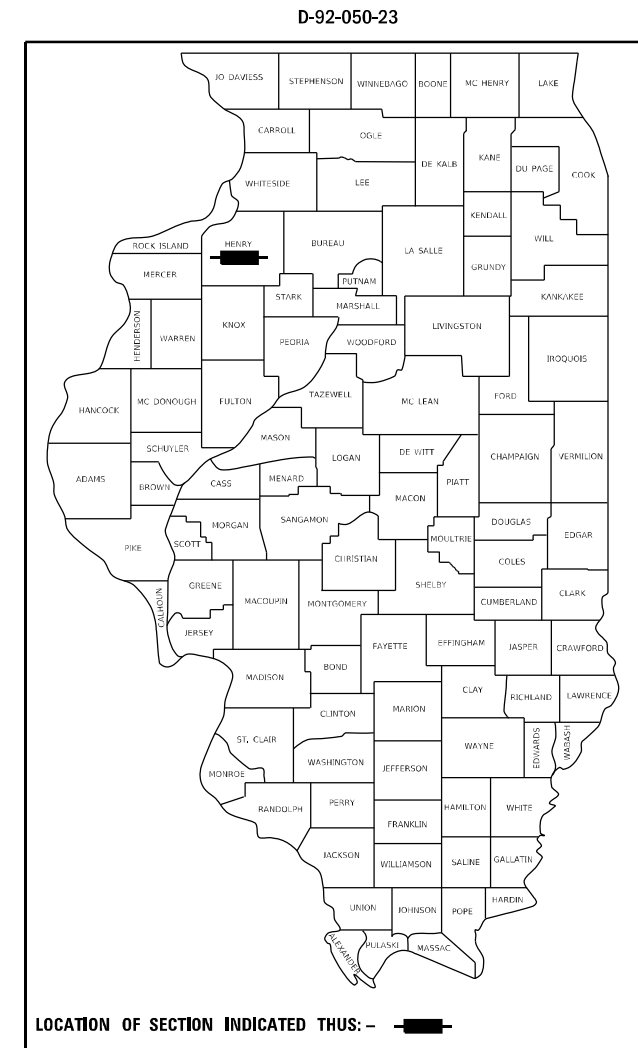 D-92-050-23
JO DAVIESS
STEPHENSON
WINNEBAGO
BOONE
MC HENRY
LAKE
CARROLL
OGLE
DE KALB
KANE
DU PAGE
COOK
WHITESIDE
LEE
KENDALL
WILL
ROCK ISLAND
HENRY
BUREAU
LA SALLE
GRUNDY
MERCER
PUTNAM
STARK
MARSHALL
KANKAKEE
HENDERSON
WARREN
KNOX
PEORIA
WOODFORD
LIVINGSTON
IROQUOIS
HANCOCK
MC DONOUGH
FULTON
TAZEWELL
MC LEAN
FORD
SCHUYLER
MASON
LOGAN
DE WITT
CHAMPAIGN
VERMILION
ADAMS
BROWN
CASS
MENARD
MACON
PIATT
PIKE
SCOTT
MORGAN
SANGAMON
CHRISTIAN
MOULTRIE
DOUGLAS
EDGAR
COLES
CALHOUN
GREENE
MACOUPIN
MONTGOMERY
SHELBY
CUMBERLAND
CLARK
JERSEY
FAYETTE
EFFINGHAM
JASPER
CRAWFORD
MADISON
BOND
CLAY
RICHLAND
LAWRENCE
CLINTON
MARION
ST. CLAIR
WAYNE
EDWARDS
WABASH
MONROE
WASHINGTON
JEFFERSON
RANDOLPH
PERRY
HAMILTON
WHITE
FRANKLIN
JACKSON
WILLIAMSON
SALINE
GALLATIN
UNION
JOHNSON
POPE
HARDIN
ALEXANDER
PULASKI
MASSAC
LOCATION OF SECTION INDICATED THUS: –